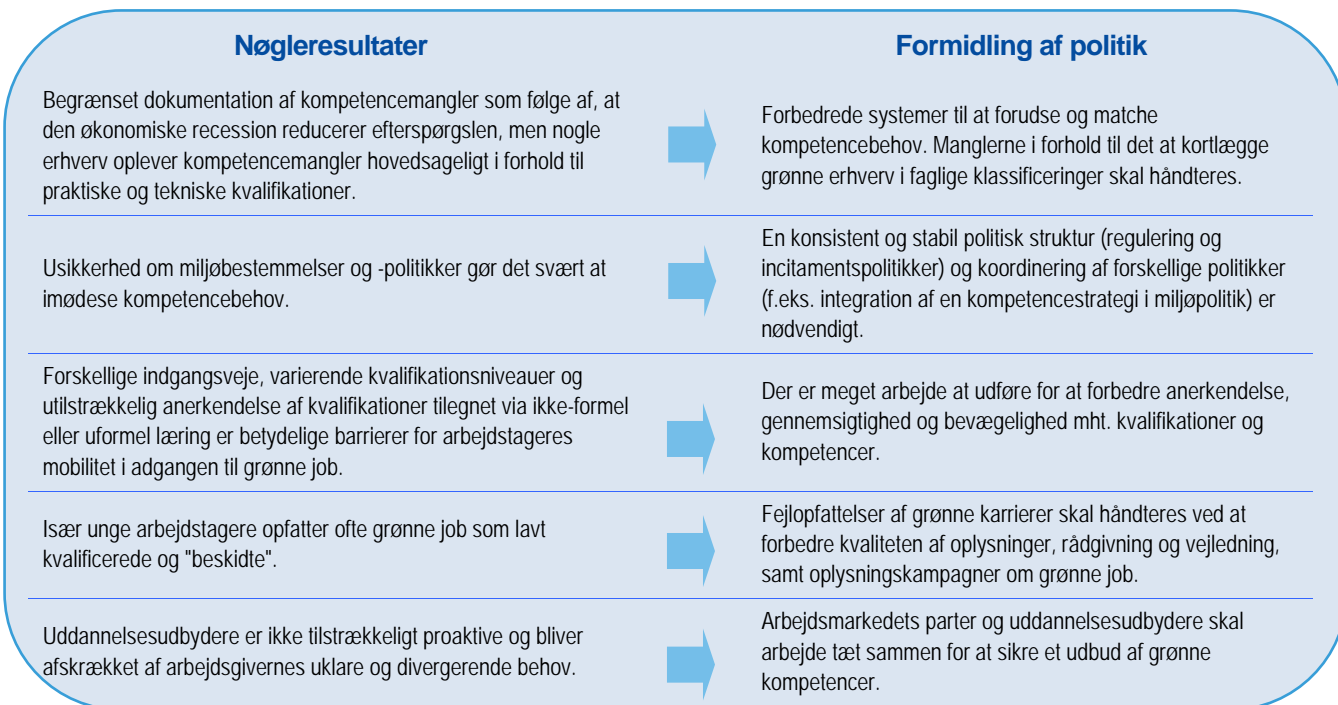 Nøgleresultater
Formidling af politik
Begrænset dokumentation af kompetencemangler som følge af, at
den økonomiske recession reducerer efterspørgslen, men nogle
erhverv oplever kompetencemangler hovedsageligt i forhold til
praktiske og tekniske kvalifikationer.
Forbedrede systemer til at forudse og matche
kompetencebehov. Manglerne i forhold til det at kortlægge
grønne erhverv i faglige klassificeringer skal håndteres.
Usikkerhed om miljøbestemmelser og -politikker gør det svært at
imødese kompetencebehov.
En konsistent og stabil politisk struktur (regulering og
incitamentspolitikker) og koordinering af forskellige politikker
(f.eks. integration af en kompetencestrategi i miljøpolitik) er
nødvendigt.
Forskellige indgangsveje, varierende kvalifikationsniveauer og
utilstrækkelig anerkendelse af kvalifikationer tilegnet via ikke-formel
eller uformel læring er betydelige barrierer for arbejdstageres
mobilitet i adgangen til grønne job.
Der er meget arbejde at udføre for at forbedre anerkendelse,
gennemsigtighed og bevægelighed mht. kvalifikationer og
kompetencer.
Især unge arbejdstagere opfatter ofte grønne job som lavt
kvalificerede og "beskidte".
Fejlopfattelser af grønne karrierer skal håndteres ved at
forbedre kvaliteten af oplysninger, rådgivning og vejledning,
samt oplysningskampagner om grønne job.
Uddannelsesudbydere er ikke tilstrækkeligt proaktive og bliver
afskrækket af arbejdsgivernes uklare og divergerende behov.
Arbejdsmarkedets parter og uddannelsesudbydere skal
arbejde tæt sammen for at sikre et udbud af grønne
kompetencer.